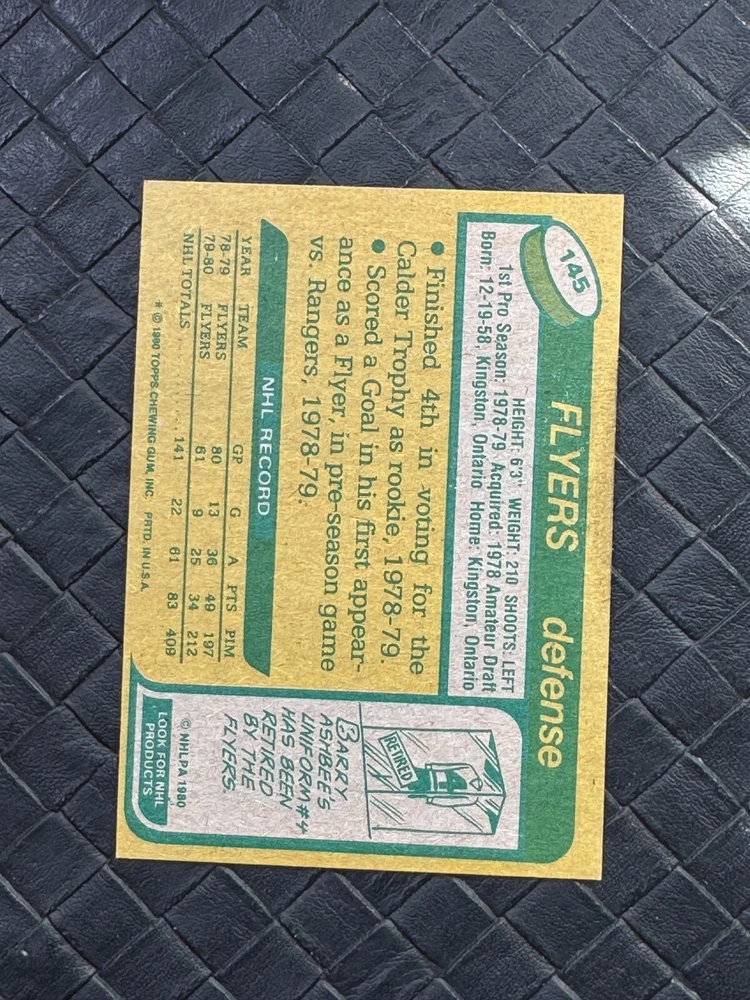 145
FLYERS defense
HEIGHT: 6'3" WEIGHT: 210 SHOOTS: LEFT
1st Pro Season: 1978-79 Acquired: 1978 Amateur Draft
Born: 12-19-58, Kingston, Ontario Home: Kingston, Ontario
• Finished 4th in voting for the
Calder Trophy as rookie, 1978-79.
• Scored a Goal in his first appear-
ance as a Flyer, in pre-season game
vs. Rangers, 1978-79.
NHL RECORD
YEAR TEAM GP G A PTS PIM
78-79 FLYERS 80 13 36 49 197
79-80 FLYERS 61 9 25 34 212
NHL TOTALS ........ 141 22 61 83 409
* © 1980 TOPPS CHEWING GUM, INC. PRTD. IN U.S.A.
RETIRED
BARRY
ASHBEE'S
UNIFORM #4
HAS BEEN
RETIRED
BY THE
FLYERS
© NHLPA 1980
LOOK FOR NHL
PRODUCTS